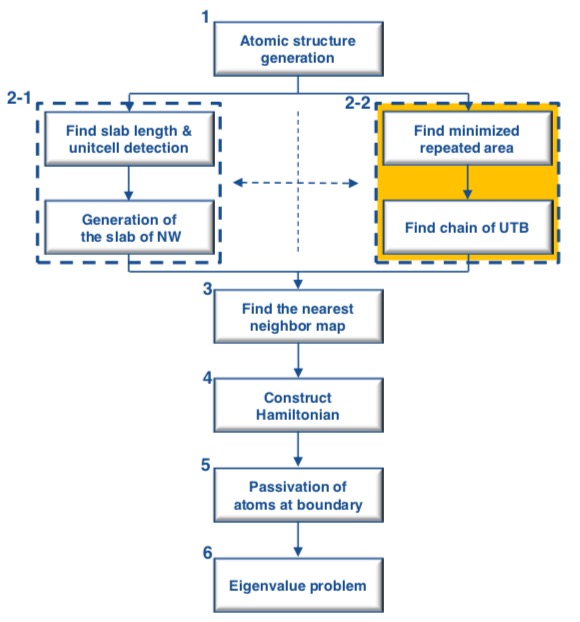 1
Atomic structure
generation
2-1
Find slab length &
unitcell detection
Generation of
the slab of NW
2-2
Find minimized
repeated area
Find chain of UTB
3
Find the nearest
neighbor map
4
Construct
Hamiltonian
5
Passivation of
atoms at boundary
6
Eigenvalue problem